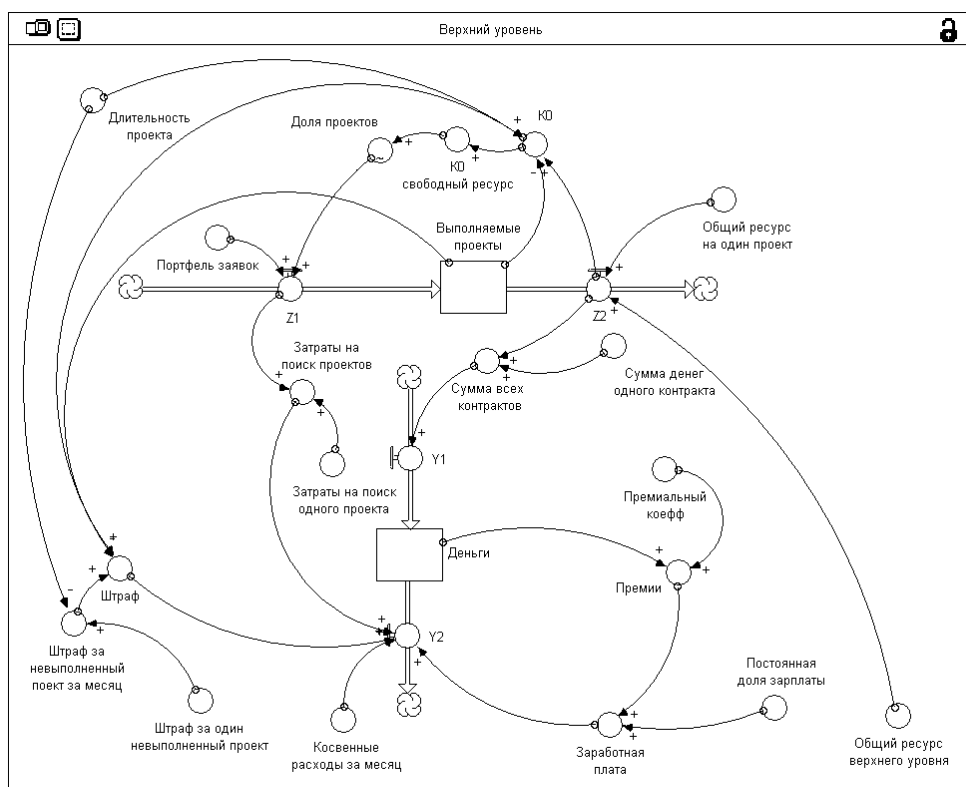 Верхний уровень
Длительность
проекта
Доля проектов
K0
K0
свободный ресурс
Общий ресурс
на один проект
Портфель заявок
Выполняемые
проекты
Z1
Z2
Затраты на
поиск проектов
Сумма всех
контрактов
Сумма денег
одного контракта
Y1
Затраты на поиск
одного проекта
Премиальный
коефф
Деньги
Премии
Штраф
Y2
Штраф за
невыполненный
поект за месяц
Штраф за один
невыполненный проект
Косвенные
расходы за месяц
Заработная
плата
Постоянная
доля зарплаты
Общий ресурс
верхнего уровня